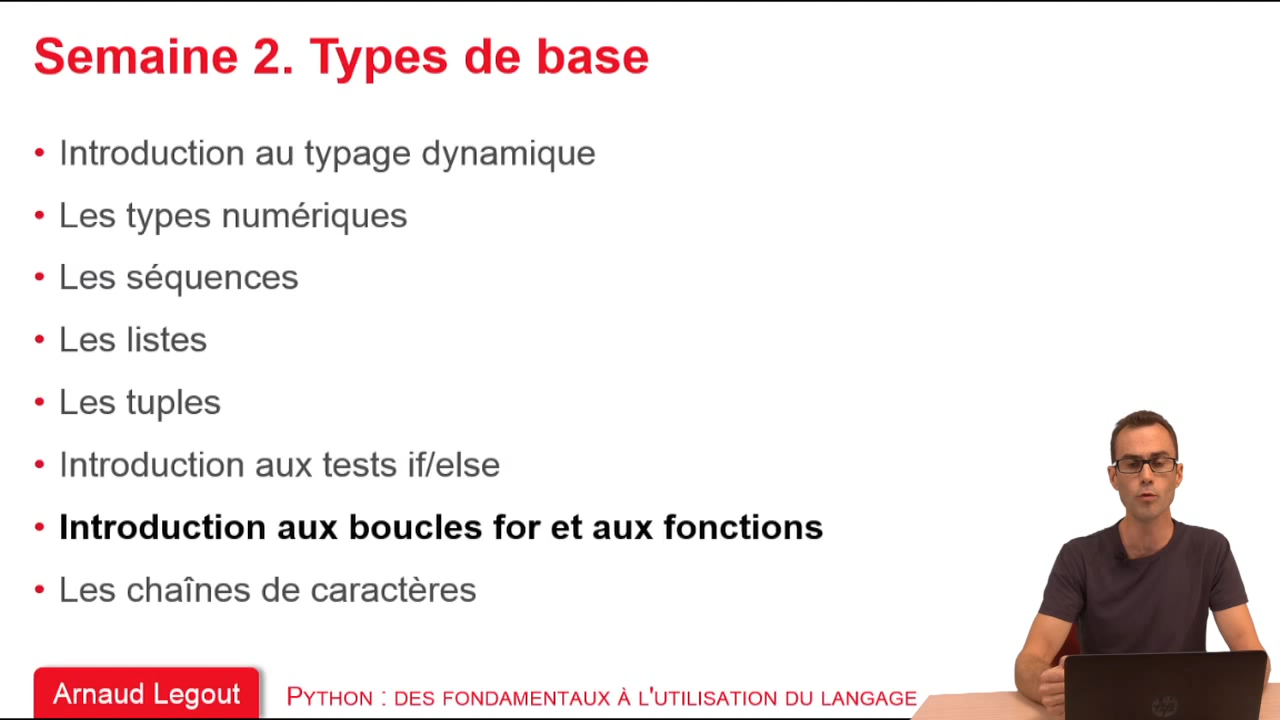 Semaine 2. Types de base
• Introduction au typage dynamique
• Les types numériques
• Les séquences
• Les listes
• Les tuples
• Introduction aux tests if/else
• Introduction aux boucles for et aux fonctions
• Les chaînes de caractères
Arnaud Legout
PYTHON : DES FONDAMENTAUX À L'UTILISATION DU LANGAGE
hp